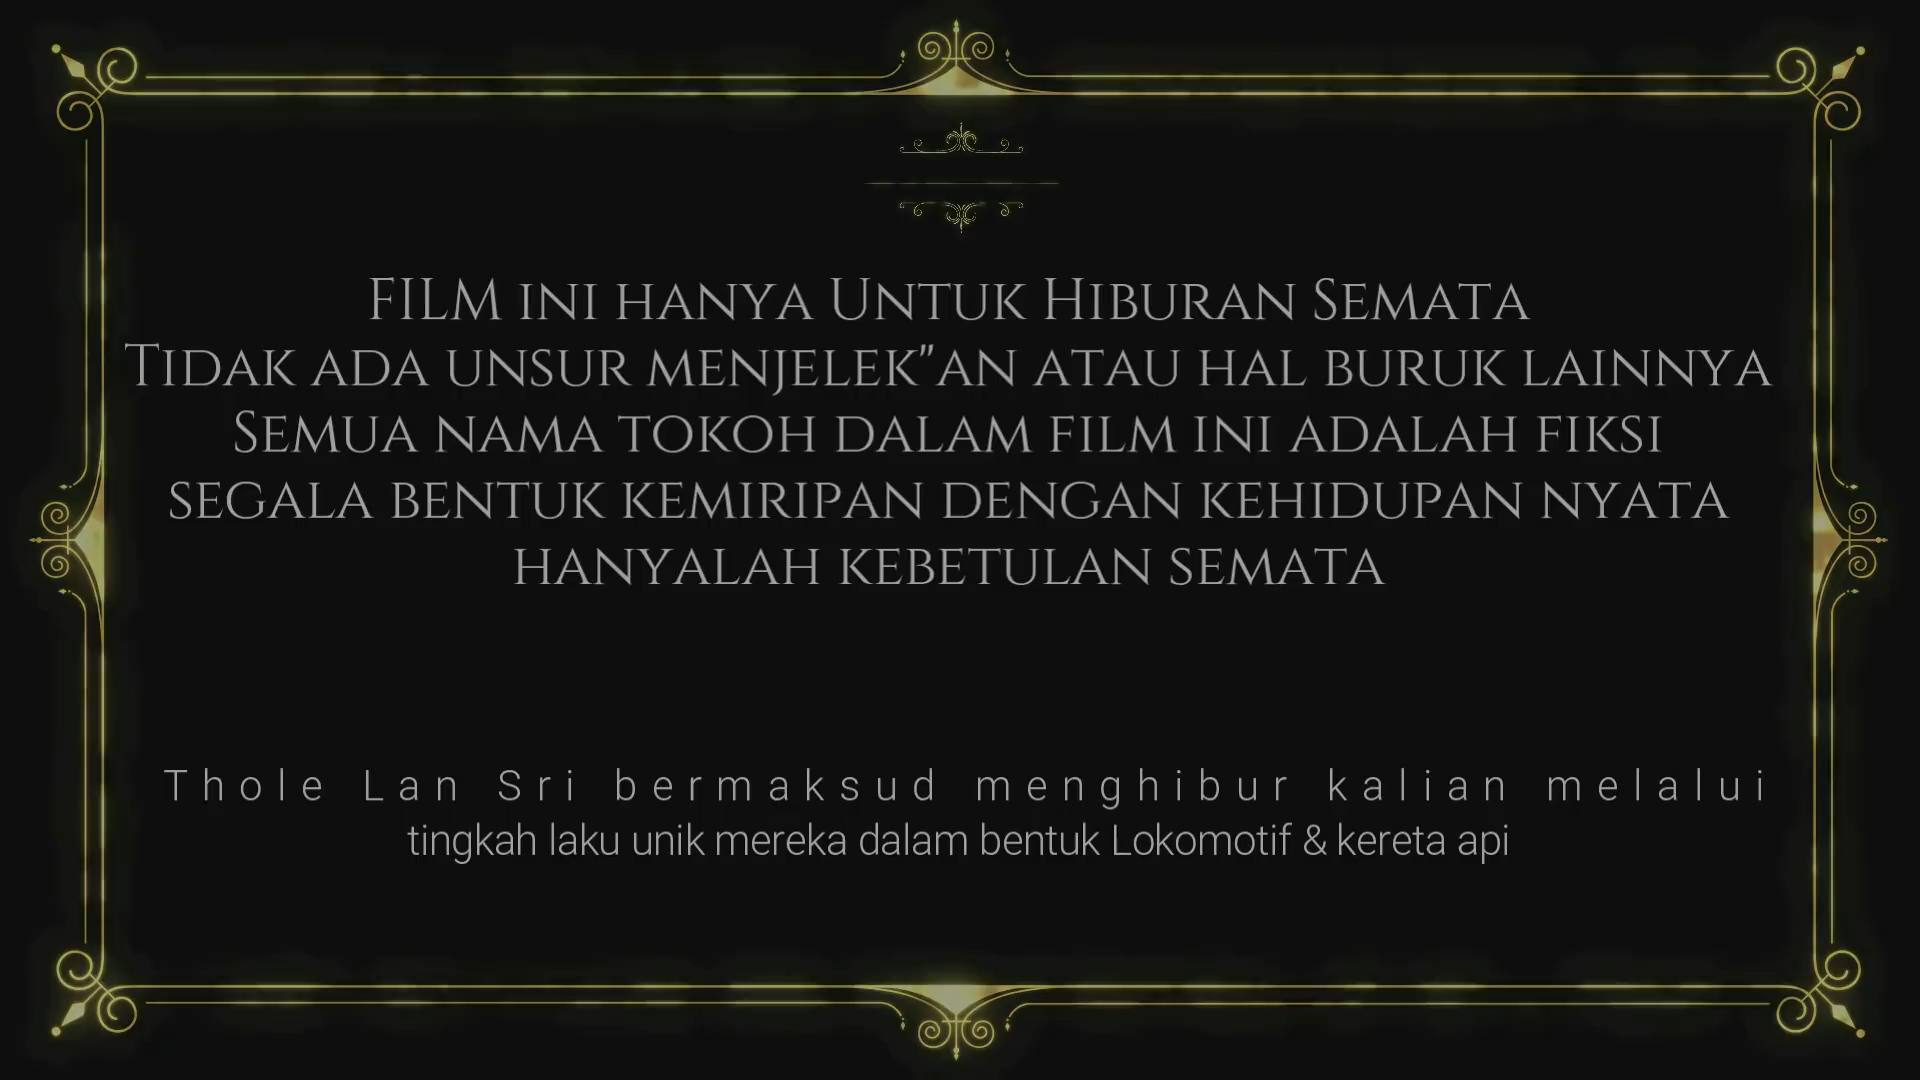 FILM INI HANYA UNTUK HIBURAN SEMATA
TIDAK ADA UNSUR MENJELEK"AN ATAU HAL BURUK LAINNYA
SEMUA NAMA TOKOH DALAM FILM INI ADALAH FIKSI
SEGALA BENTUK KEMIRIPAN DENGAN KEHIDUPAN NYATA
HANYALAH KEBETULAN SEMATA
Thole Lan Sri bermaksud menghibur kalian melalui
tingkah laku unik mereka dalam bentuk Lokomotif & kereta api